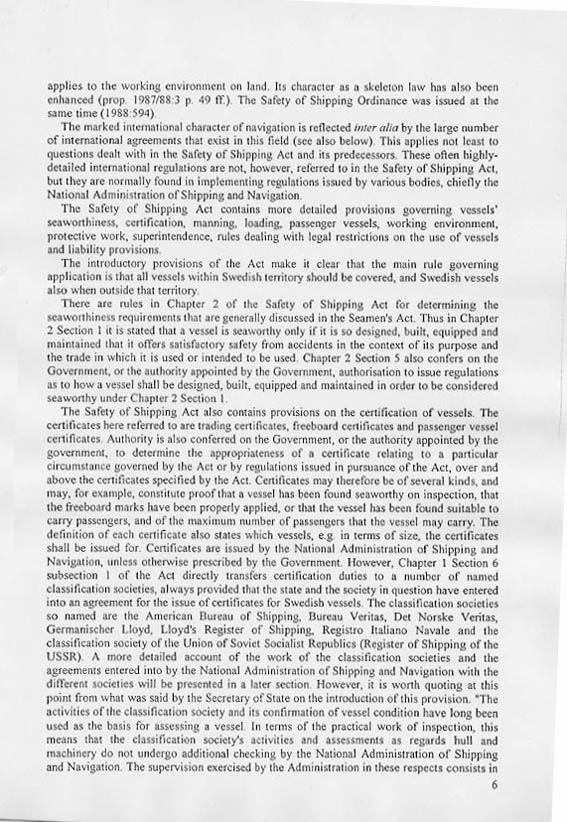 applies to the working environment on land. Its character as a skeleton law has also been
enhanced (prop. 1987/88:3 p. 49 ff.). The Safety of Shipping Ordinance was issued at the
same time (1988:594).
The marked international character of navigation is reflected inter alia by the large number
of international agreements that exist in this field (see also below). This applies not least to
questions dealt with in the Safety of Shipping Act and its predecessors. These often highly-
detailed international regulations are not, however, referred to in the Safety of Shipping Act,
but they are normally found in implementing regulations issued by various bodies, chiefly the
National Administration of Shipping and Navigation.
The Safety of Shipping Act contains more detailed provisions governing vessels'
seaworthiness, certification, manning, loading, passenger vessels, working environment,
protective work, superintendence, rules dealing with legal restrictions on the use of vessels
and liability provisions.
The introductory provisions of the Act make it clear that the main rule governing
application is that all vessels within Swedish territory should be covered, and Swedish vessels
also when outside that territory.
There are rules in Chapter 2 of the Safety of Shipping Act for determining the
seaworthiness requirements that are generally discussed in the Seamen's Act. Thus in Chapter
2 Section 1 it is stated that a vessel is seaworthy only if it is so designed, built, equipped and
maintained that it offers satisfactory safety from accidents in the context of its purpose and
the trade in which it is used or intended to be used. Chapter 2 Section 5 also confers on the
Government, or the authority appointed by the Government, authorisation to issue regulations
as to how a vessel shall be designed, built, equipped and maintained in order to be considered
seaworthy under Chapter 2 Section 1.
The Safety of Shipping Act also contains provisions on the certification of vessels. The
certificates here referred to are trading certificates, freeboard certificates and passenger vessel
certificates. Authority is also conferred on the Government, or the authority appointed by the
government, to determine the appropriateness of a certificate relating to a particular
circumstance governed by the Act or by regulations issued in pursuance of the Act, over and
above the certificates specified by the Act. Certificates may therefore be of several kinds, and
may, for example, constitute proof that a vessel has been found seaworthy on inspection, that
the freeboard marks have been properly applied, or that the vessel has been found suitable to
carry passengers, and of the maximum number of passengers that the vessel may carry. The
definition of each certificate also states which vessels, e.g. in terms of size, the certificates
shall be issued for. Certificates are issued by the National Administration of Shipping and
Navigation, unless otherwise prescribed by the Government. However, Chapter 1 Section 6
subsection 1 of the Act directly transfers certification duties to a number of named
classification societies, always provided that the state and the society in question have entered
into an agreement for the issue of certificates for Swedish vessels. The classification societies
so named are the American Bureau of Shipping, Bureau Veritas, Det Norske Veritas,
Germanischer Lloyd, Lloyd's Register of Shipping, Registro Italiano Navale and the
classification society of the Union of Soviet Socialist Republics (Register of Shipping of the
USSR). A more detailed account of the work of the classification societies and the
agreements entered into by the National Administration of Shipping and Navigation with the
different societies will be presented in a later section. However, it is worth quoting at this
point from what was said by the Secretary of State on the introduction of this provision. "The
activities of the classification society and its confirmation of vessel condition have long been
used as the basis for assessing a vessel. In terms of the practical work of inspection, this
means that the classification society's activities and assessments as regards hull and
machinery do not undergo additional checking by the National Administration of Shipping
and Navigation. The supervision exercised by the Administration in these respects consists in
6